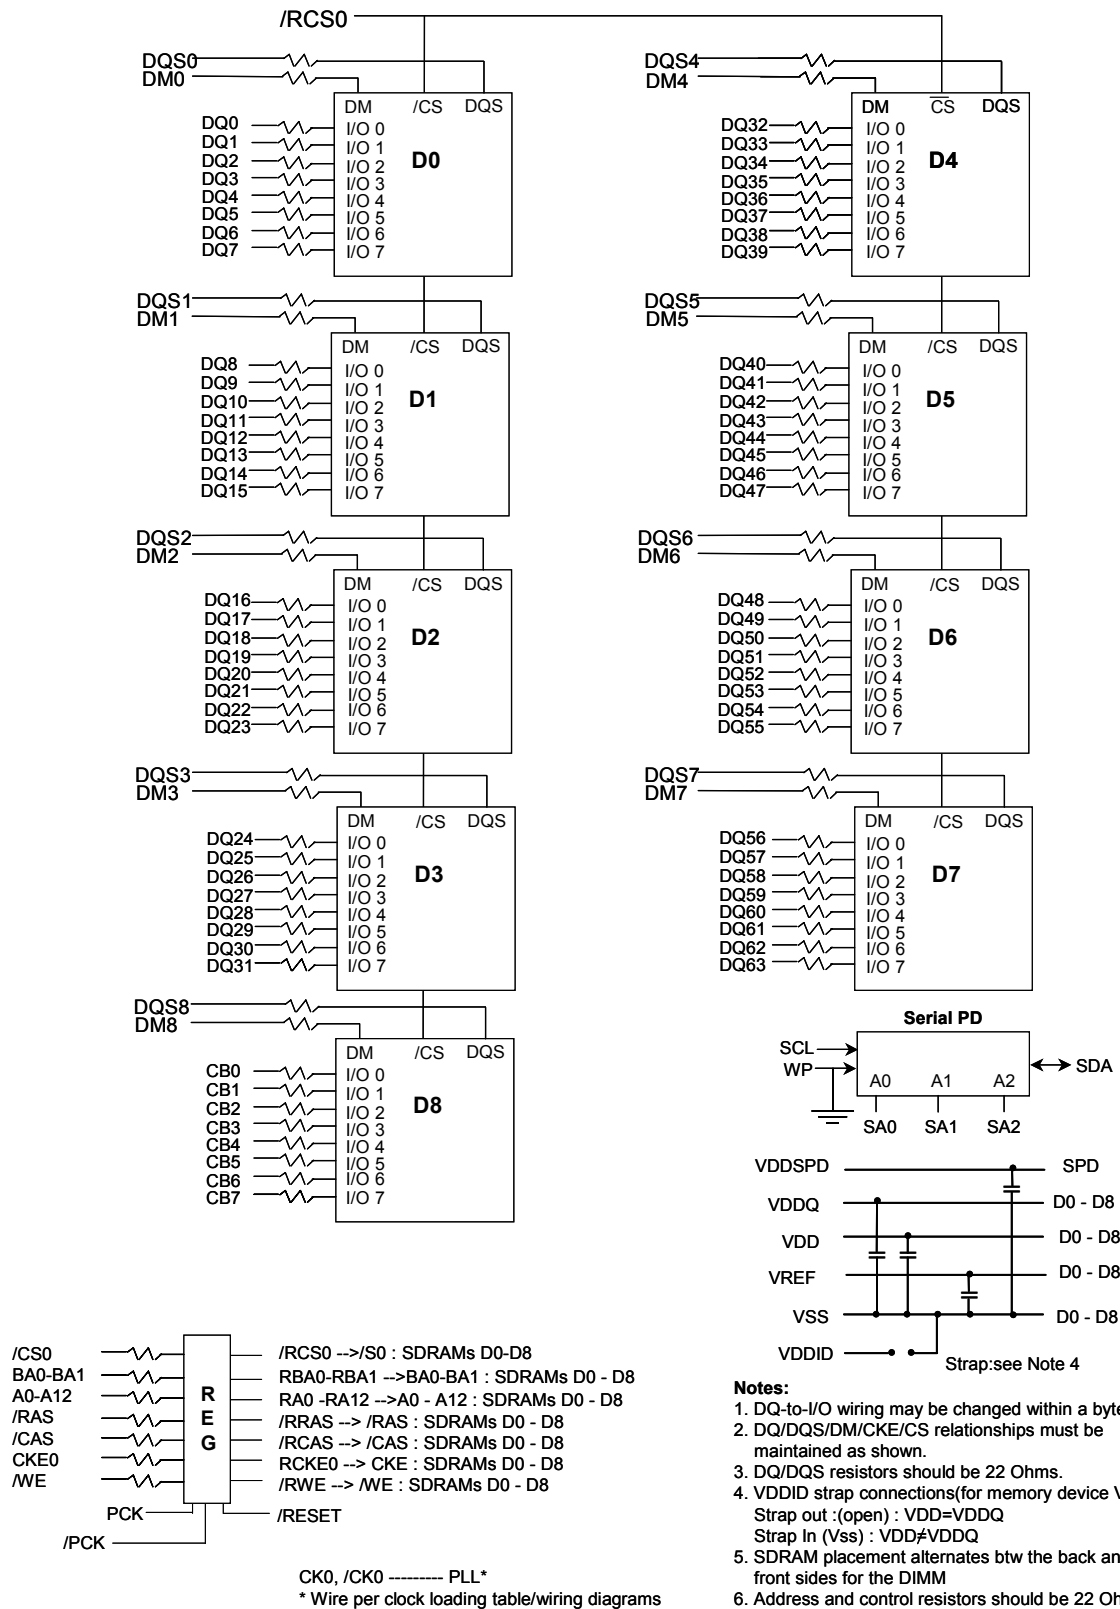 /RCS0
DQS0
DM0
DM /CS DQS
DQ0 I/O 0
DQ1 I/O 1
DQ2 I/O 2
DQ3 I/O 3
DQ4 I/O 4
DQ5 I/O 5
DQ6 I/O 6
DQ7 I/O 7
D0
DQS4
DM4
DM CS DQS
DQ32 I/O 0
DQ33 I/O 1
DQ34 I/O 2
DQ35 I/O 3
DQ36 I/O 4
DQ37 I/O 5
DQ38 I/O 6
DQ39 I/O 7
D4
DQS1
DM1
DM /CS DQS
DQ8 I/O 0
DQ9 I/O 1
DQ10 I/O 2
DQ11 I/O 3
DQ12 I/O 4
DQ13 I/O 5
DQ14 I/O 6
DQ15 I/O 7
D1
DQS5
DM5
DM /CS DQS
DQ40 I/O 0
DQ41 I/O 1
DQ42 I/O 2
DQ43 I/O 3
DQ44 I/O 4
DQ45 I/O 5
DQ46 I/O 6
DQ47 I/O 7
D5
DQS2
DM2
DM /CS DQS
DQ16 I/O 0
DQ17 I/O 1
DQ18 I/O 2
DQ19 I/O 3
DQ20 I/O 4
DQ21 I/O 5
DQ22 I/O 6
DQ23 I/O 7
D2
DQS6
DM6
DM /CS DQS
DQ48 I/O 0
DQ49 I/O 1
DQ50 I/O 2
DQ51 I/O 3
DQ52 I/O 4
DQ53 I/O 5
DQ54 I/O 6
DQ55 I/O 7
D6
DQS3
DM3
DM /CS DQS
DQ24 I/O 0
DQ25 I/O 1
DQ26 I/O 2
DQ27 I/O 3
DQ28 I/O 4
DQ29 I/O 5
DQ30 I/O 6
DQ31 I/O 7
D3
DQS7
DM7
DM /CS DQS
DQ56 I/O 0
DQ57 I/O 1
DQ58 I/O 2
DQ59 I/O 3
DQ60 I/O 4
DQ61 I/O 5
DQ62 I/O 6
DQ63 I/O 7
D7
DQS8
DM8
DM /CS DQS
CB0 I/O 0
CB1 I/O 1
CB2 I/O 2
CB3 I/O 3
CB4 I/O 4
CB5 I/O 5
CB6 I/O 6
CB7 I/O 7
D8
Serial PD
SCL
WP
SDA
A0 A1 A2
SA0 SA1 SA2
VDDSPD SPD
VDDQ D0 - D8
VDD D0 - D8
VREF D0 - D8
VSS D0 - D8
VDDID
Strap:see Note 4
/CS0 /RCS0 -->/S0 : SDRAMs D0-D8
BA0-BA1 RBA0-RBA1 -->BA0-BA1 : SDRAMs D0 - D8
A0-A12 RA0 -RA12 -->A0 - A12 : SDRAMs D0 - D8
/RAS /RRAS --> /RAS : SDRAMs D0 - D8
/CAS /RCAS --> /CAS : SDRAMs D0 - D8
CKE0 RCKE0 --> CKE : SDRAMs D0 - D8
/WE /RWE --> /WE : SDRAMs D0 - D8
R
E
G
PCK
/PCK
/RESET
CK0, /CK0 --------- PLL*
* Wire per clock loading table/wiring diagrams
Notes:
1. DQ-to-I/O wiring may be changed within a byte
2. DQ/DQS/DM/CKE/CS relationships must be
maintained as shown.
3. DQ/DQS resistors should be 22 Ohms.
4. VDDID strap connections(for memory device
Strap out :(open) : VDD=VDDQ
Strap In (Vss) : VDD≠VDDQ
5. SDRAM placement alternates btw the back
front sides for the DIMM
6. Address and control resistors should be 22